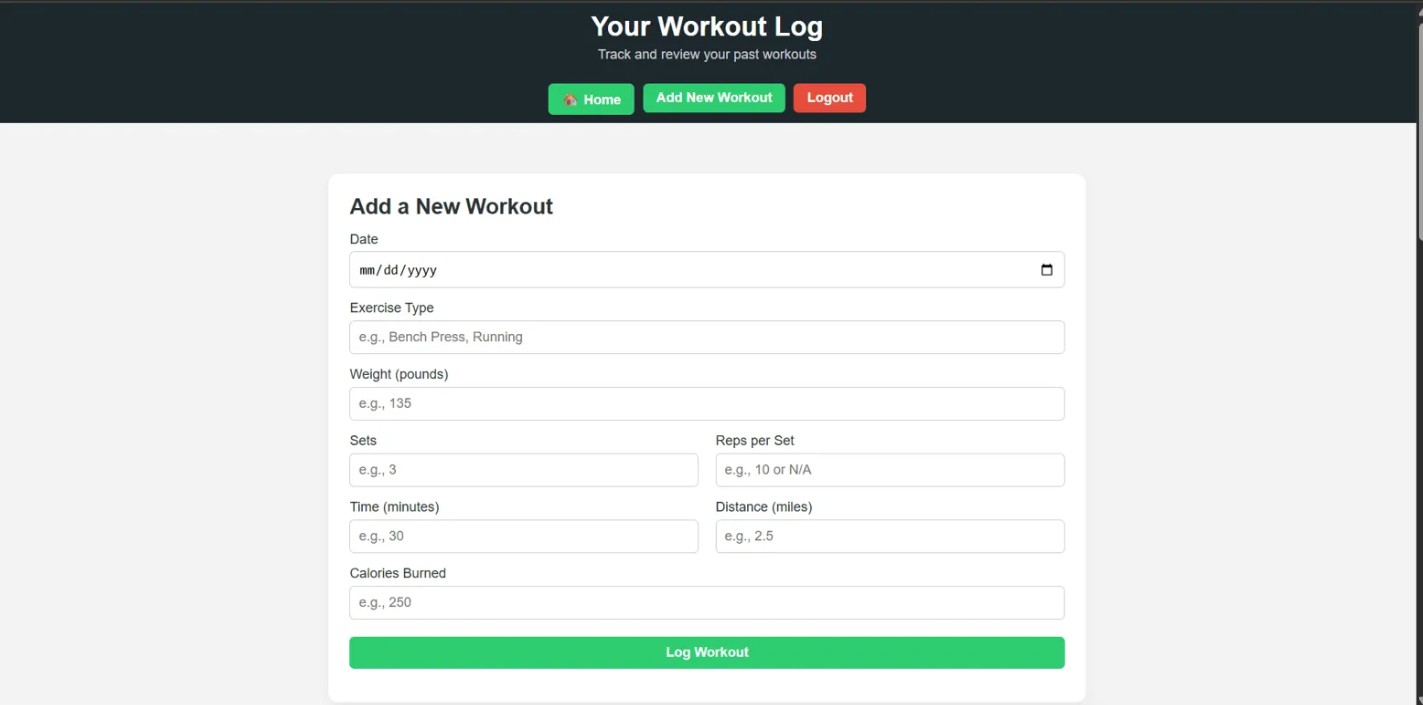 Your Workout Log
Track and review your past workouts
Home Add New Workout Logout
Add a New Workout
Date
mm/dd/yyyy
Exercise Type
e.g., Bench Press, Running
Weight (pounds)
e.g., 135
Sets Reps per Set
e.g., 3 e.g., 10 or N/A
Time (minutes) Distance (miles)
e.g., 30 e.g., 2.5
Calories Burned
e.g., 250
Log Workout